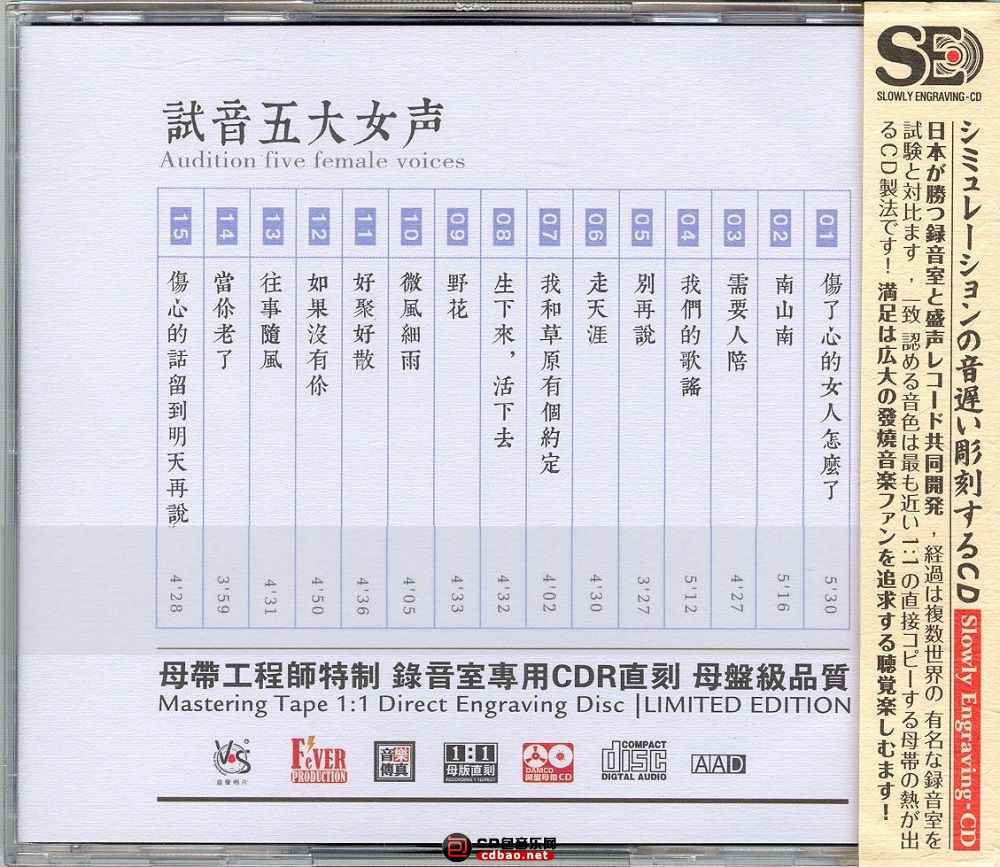 試音五大女声
Audition five female voices
01 傷了心的女人怎麼了 5'30
02 南山南 5'16
03 需要人陪 4'27
04 我們的歌謠 5'12
05 別再說 3'27
06 走天涯 4'30
07 我和草原有個約定 4'02
08 生下來，活下去 4'32
09 野花 4'33
10 微風細雨 4'05
11 好聚好散 4'36
12 如果沒有你 4'50
13 往事隨風 4'31
14 當你老了 3'59
15 傷心的話留到明天再說 4'28
母帶工程師特制 錄音室專用CDR直刻 母盤級品質
Mastering Tape 1:1 Direct Engraving Disc |LIMITED EDITION
FEVER
PRODUCTION
音樂
傳真
1:1
母版直刻
DAMCD
COMPACT
disc
DIGITAL AUDIO
AAD
SLOWLY ENGRAVING-CD
シミュレーションの音遅い彫刻するCD Slowly Engraving-CD
日本が勝つ録音室と盛声レコード共同開発，経過は複数世界の 有名な録音室を
試験と対比ます，一致 認める音色は最も近い 1:1 の直接コピーする母帯の熱が出
るCD製法です！満足は広大の發燒音楽ファンを追求する聴覚楽しむます！
cdbao.net